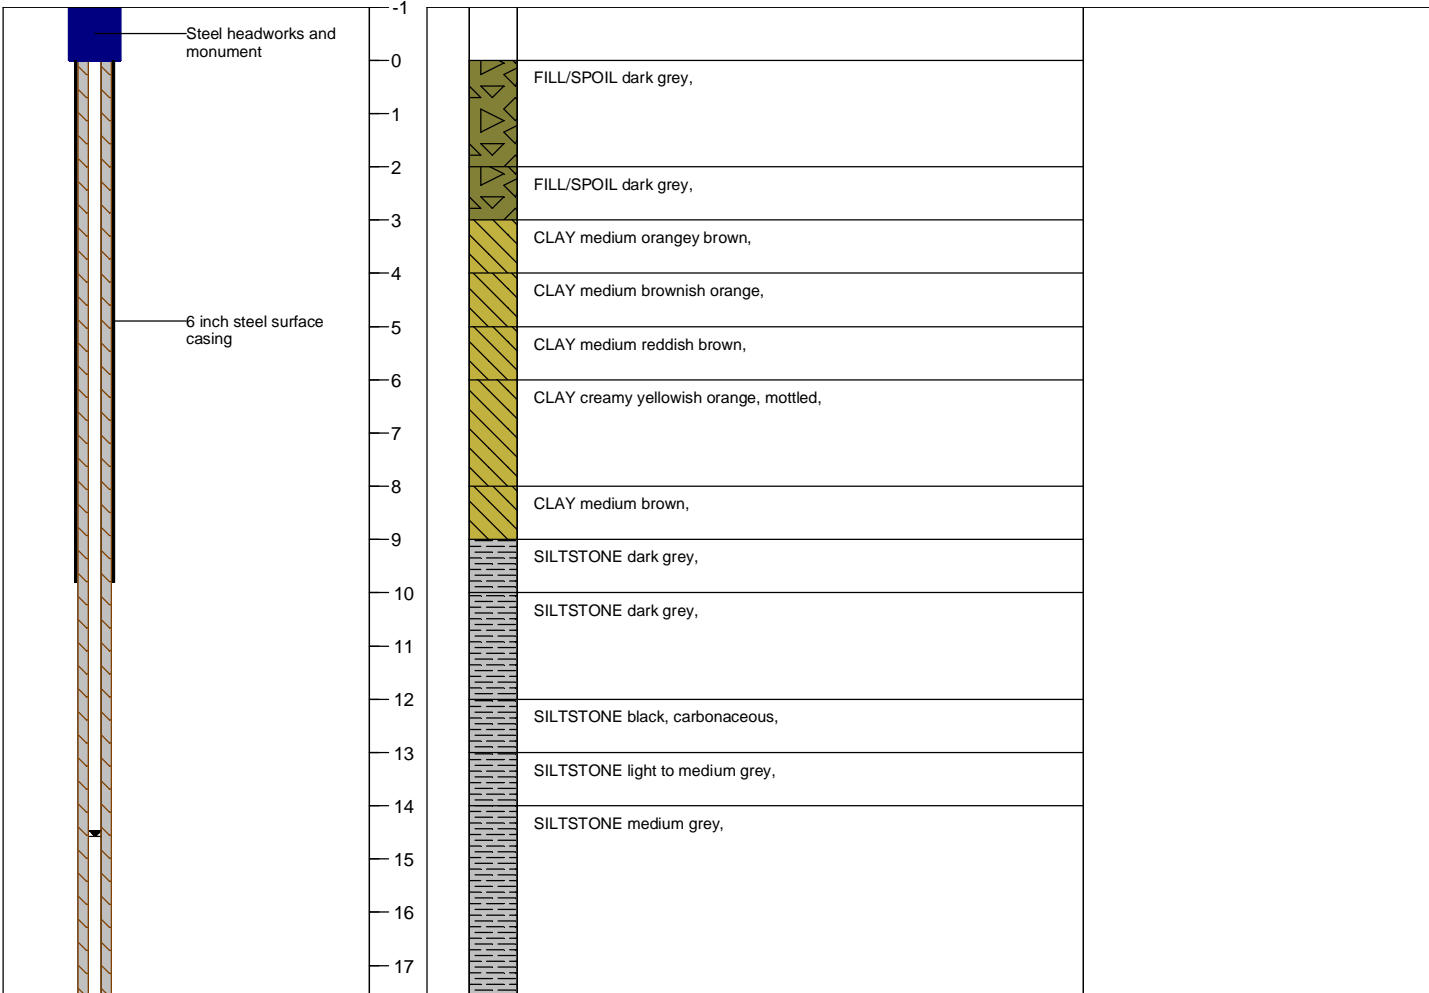 Steel headworks and
monument
6 inch steel surface
casing
-1
0
1
2
3
4
5
6
7
8
9
10
11
12
13
14
15
16
17
FILL/SPOIL dark grey,
FILL/SPOIL dark grey,
CLAY medium orangey brown,
CLAY medium brownish orange,
CLAY medium reddish brown,
CLAY creamy yellowish orange, mottled,
CLAY medium brown,
SILTSTONE dark grey,
SILTSTONE dark grey,
SILTSTONE black, carbonaceous,
SILTSTONE light to medium grey,
SILTSTONE medium grey,